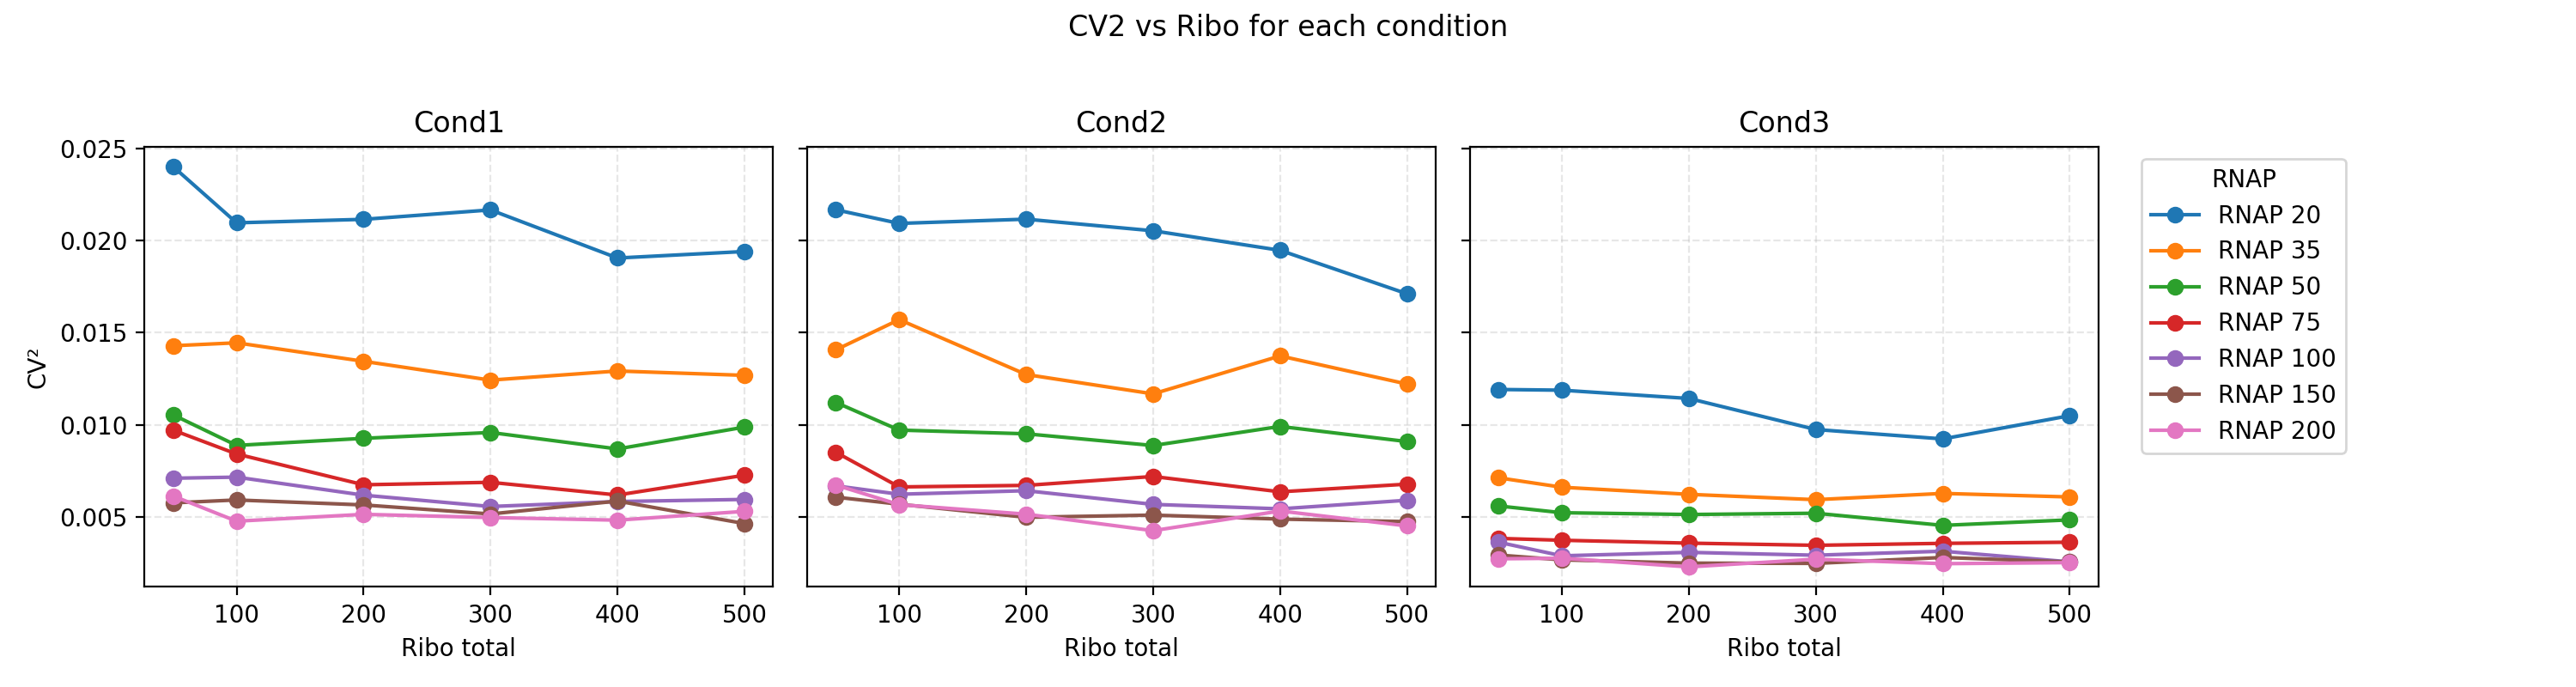 CV2 vs Ribo for each condition
Cond1
Cond2
Cond3
CV²
0.025
0.020
0.015
0.010
0.005
100 200 300 400 500
100 200 300 400 500
100 200 300 400 500
Ribo total
Ribo total
Ribo total
RNAP
RNAP 20
RNAP 35
RNAP 50
RNAP 75
RNAP 100
RNAP 150
RNAP 200